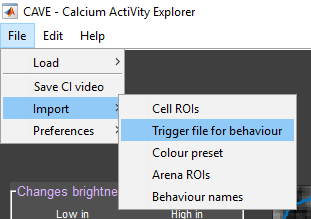 CAVE - Calcium ActiVity Explorer
File Edit Help
Load
Save CI video
Import
Preferences
Cell ROIs
Trigger file for behaviour
Colour preset
Arena ROIs
Behaviour names
Changes brightne
Low in High in